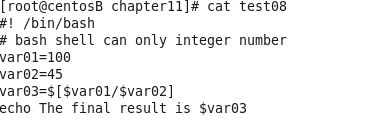 [root@centosB chapter11]# cat test08
#! /bin/bash
# bash shell can only integer number
var01=100
var02=45
var03=$[$var01/$var02]
echo The final result is $var03